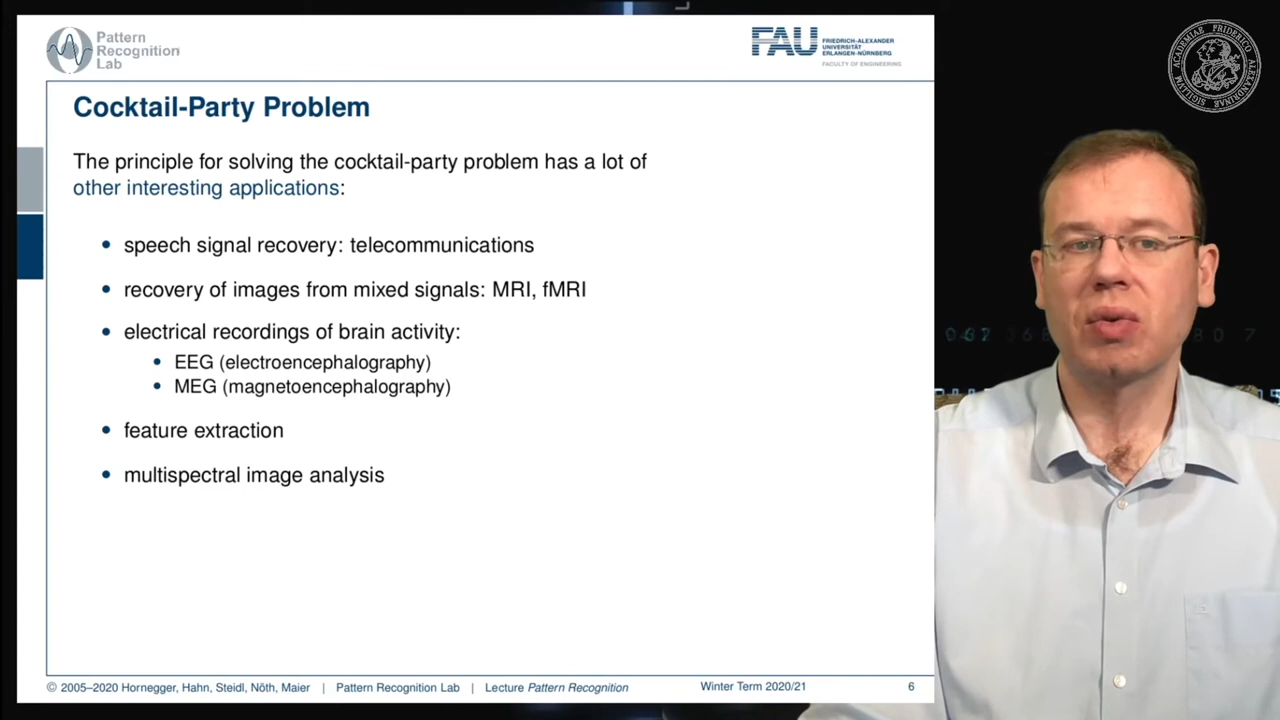 Pattern
Recognition
Lab
FAU
FRIEDRICH-ALEXANDER
UNIVERSITÄT
ERLANGEN-NÜRNBERG
FACULTY OF ENGINEERING
Cocktail-Party Problem
The principle for solving the cocktail-party problem has a lot of
other interesting applications:
• speech signal recovery: telecommunications
• recovery of images from mixed signals: MRI, fMRI
• electrical recordings of brain activity:
• EEG (electroencephalography)
• MEG (magnetoencephalography)
• feature extraction
• multispectral image analysis
© 2005–2020 Hornegger, Hahn, Steidl, Nöth, Maier | Pattern Recognition Lab | Lecture Pattern Recognition Winter Term 2020/21 6